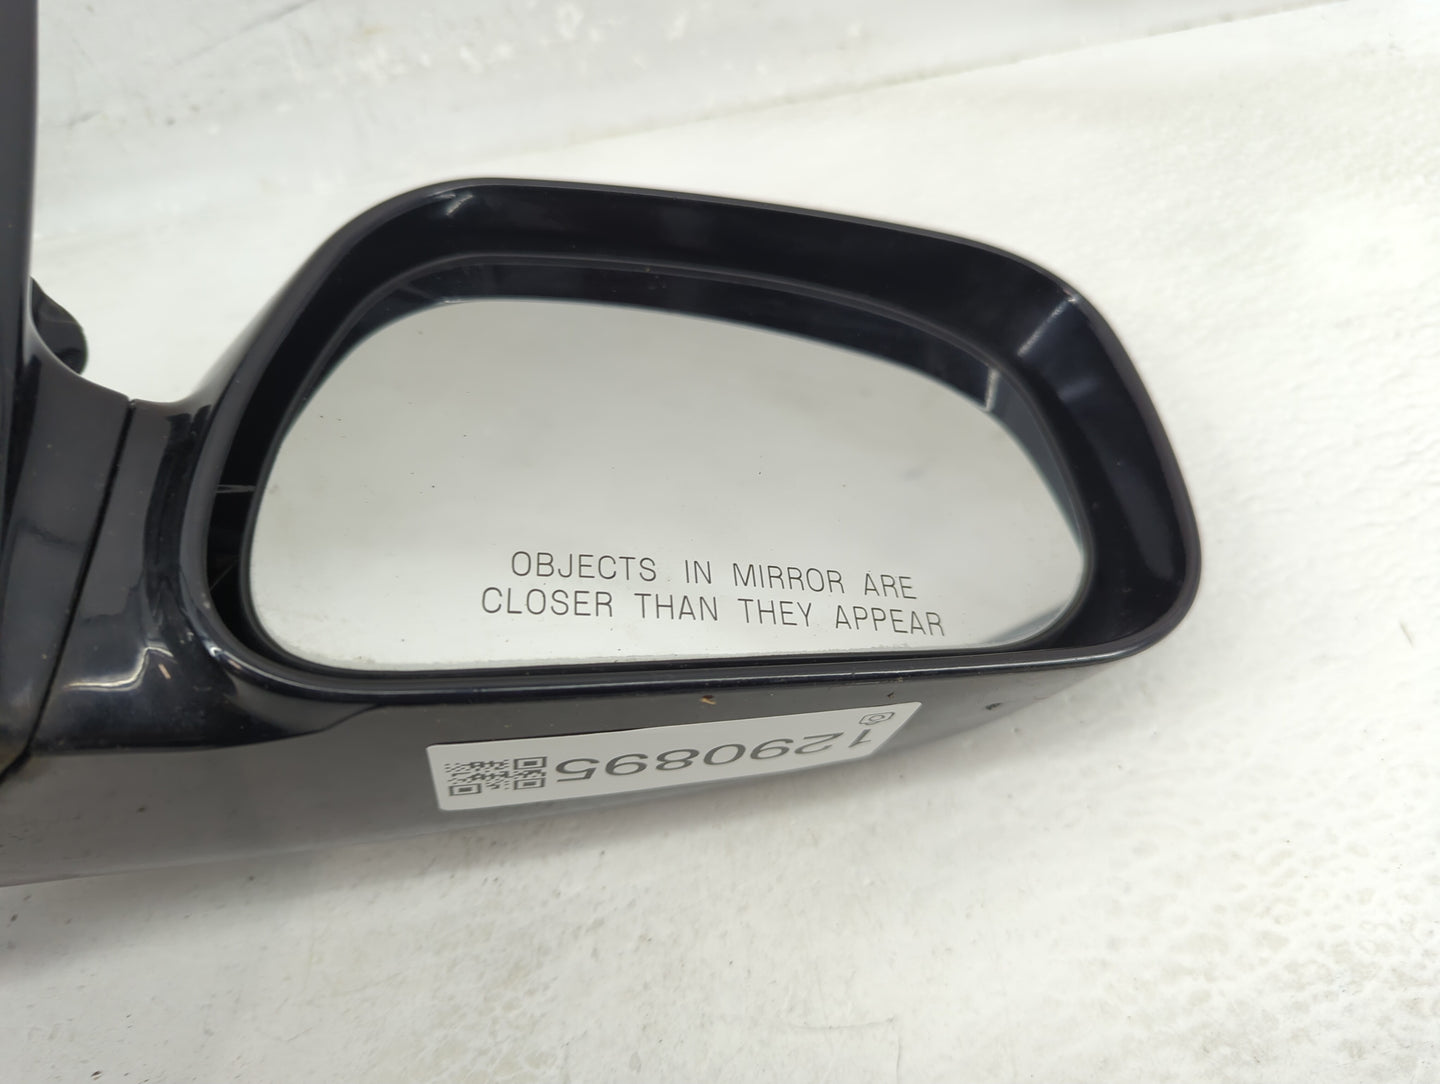 OBJECTS IN MIRROR ARE
CLOSER THAN THEY APPEAR
1290895